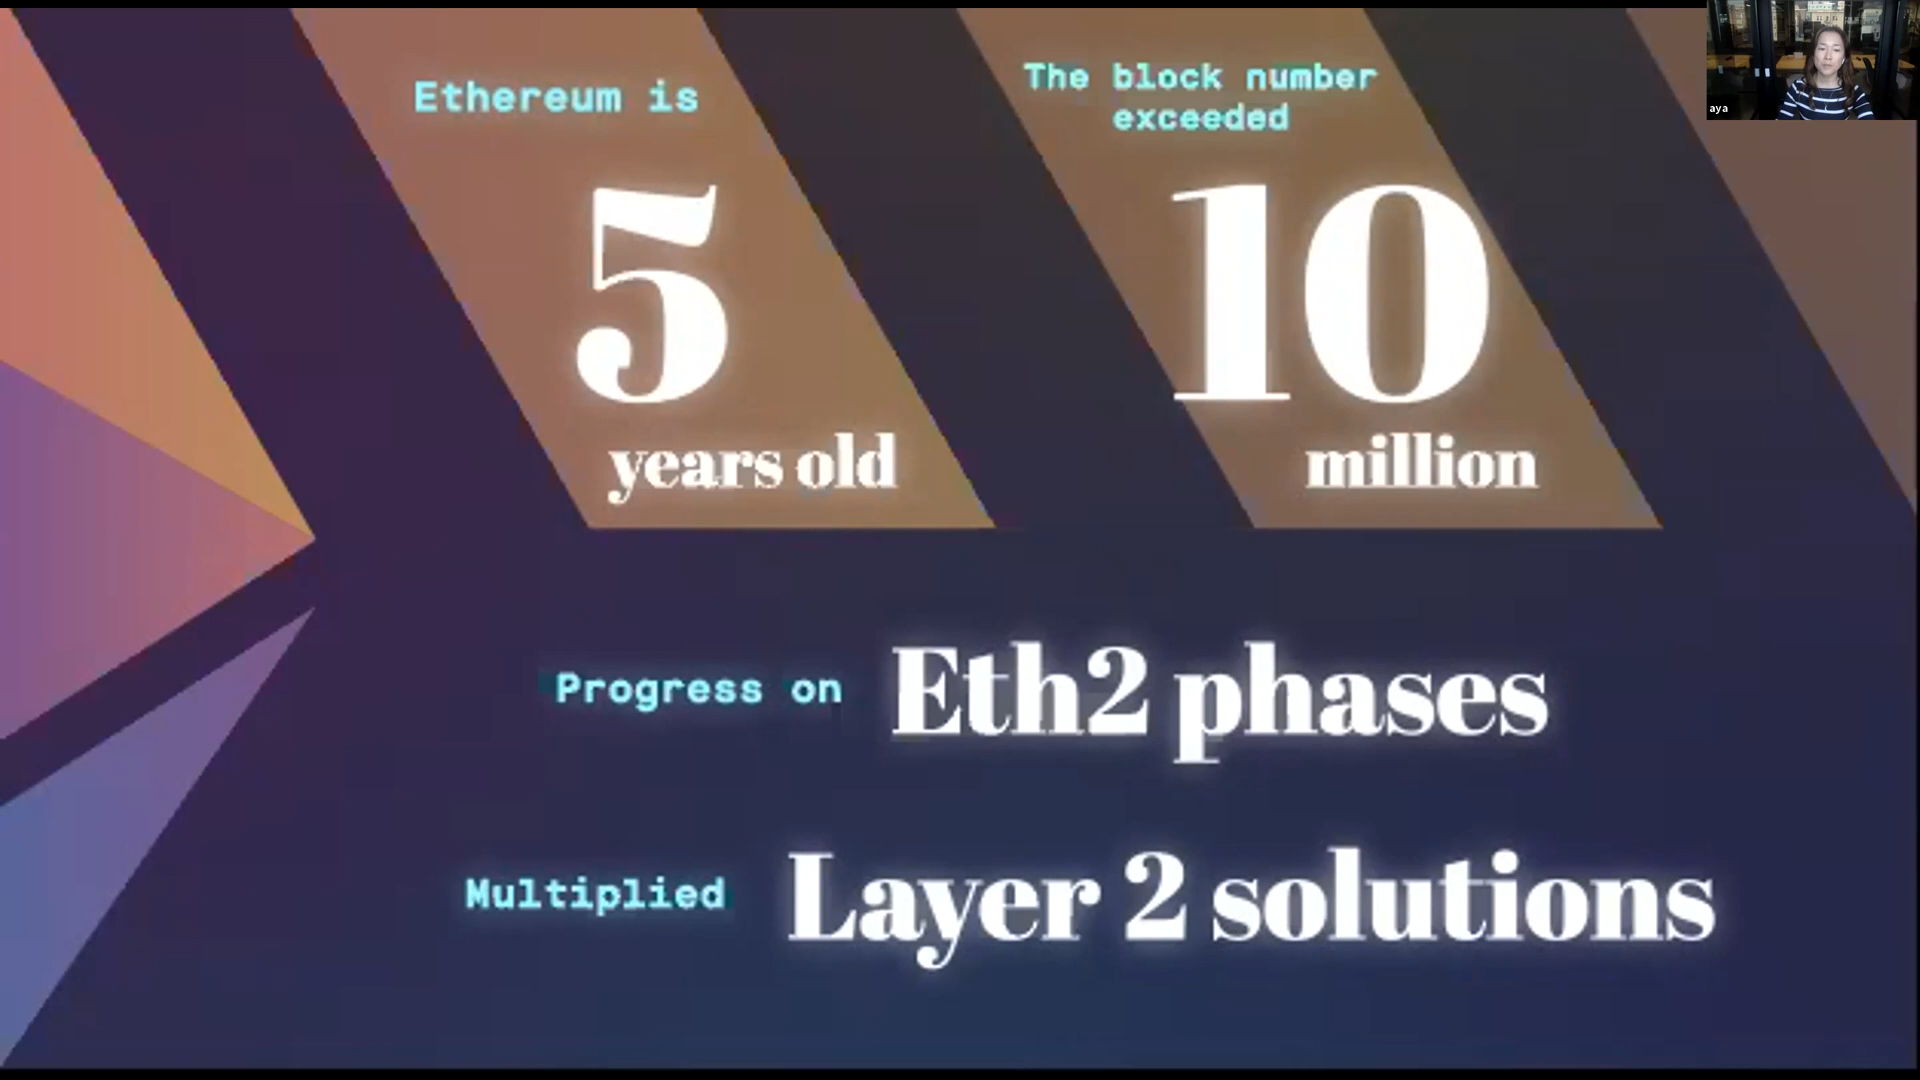 Ethereum is
5
years old
The block number
exceeded
10
million
Progress on Eth2 phases
Multiplied Layer 2 solutions
aya